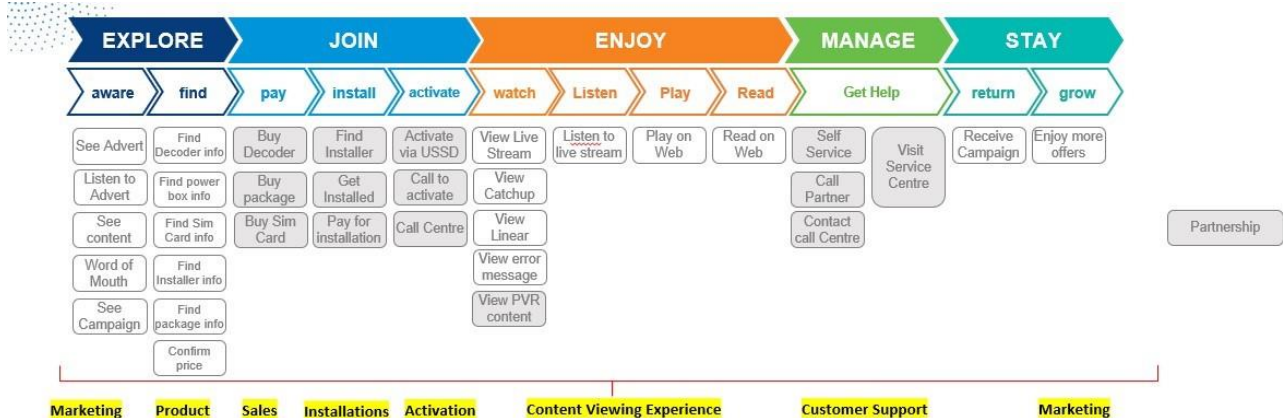 EXPLORE JOIN ENJOY MANAGE STAY
aware find pay install activate watch Listen Play Read Get Help return grow
See Advert
Listen to
Advert
See
content
Word of
Mouth
See
Campaign
Find
Decoder info
Find power
box info
Find Sim
Card info
Find
Installer info
Find
package info
Confirm
price
Buy
Decoder
Buy
package
Buy Sim
Card
Find
Installer
Get
Installed
Pay for
installation
Activate
via USSD
Call to
activate
Call Centre
View Live
Stream
View
Catchup
View
Linear
View error
message
View PVR
content
Listen to
live stream
Play on
Web
Read on
Web
Self
Service
Call
Partner
Contact
call Centre
Visit
Service
Centre
Receive
Campaign
Enjoy more
offers
Partnership
Marketing Product Sales Installations Activation Content Viewing Experience Customer Support Marketing